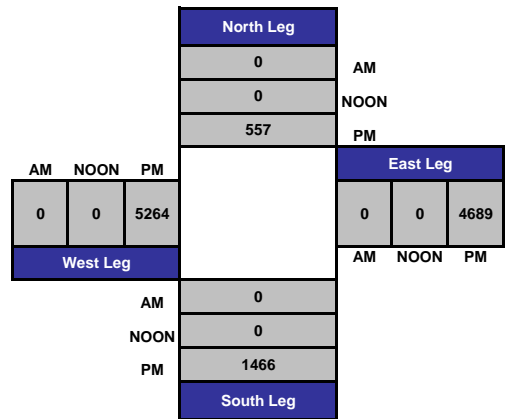 North Leg
0 AM
0 NOON
557 PM
AM NOON PM East Leg
0 0 5264 0 0 4689
West Leg AM NOON PM
AM 0
NOON 0
PM 1466
South Leg